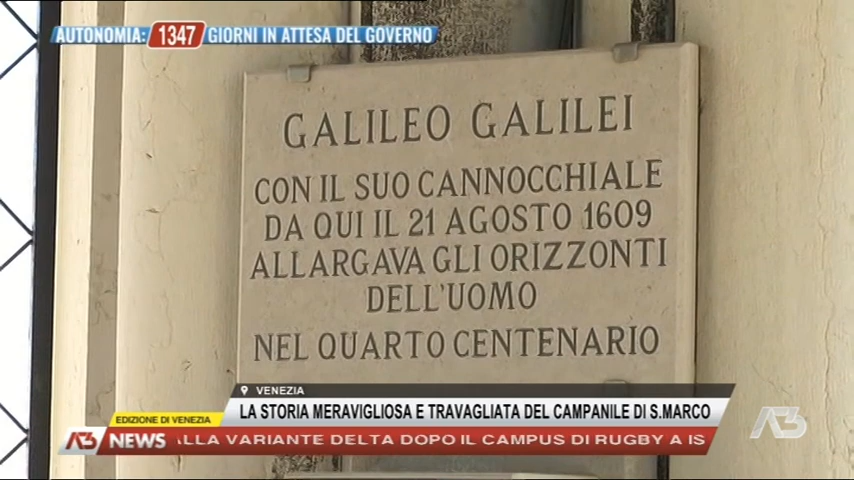 AUTONOMIA: 1347 GIORNI IN ATTESA DEL GOVERNO
GALILEO GALILEI
CON IL SUO CANNOCCHIALE
DA QUI IL 21 AGOSTO 1609
ALLARGAVA GLI ORIZZONTI
DELL'UOMO
NEL QUARTO CENTENARIO
VENEZIA
EDIZIONE DI VENEZIA
LA STORIA MERAVIGLIOSA E TRAVAGLIATA DEL CAMPANILE DI S.MARCO
A3 NEWS
ALLA VARIANTE DELTA DOPO IL CAMPUS DI RUGBY A IS
A3